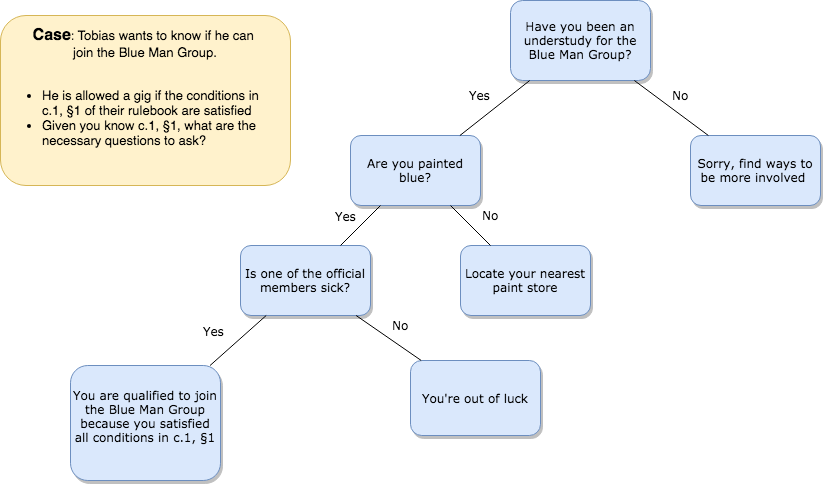 Case: Tobias wants to know if he can
join the Blue Man Group.
• He is allowed a gig if the conditions in
c.1, §1 of their rulebook are satisfied
• Given you know c.1, §1, what are the
necessary questions to ask?
Have you been an
understudy for the
Blue Man Group?
Yes
No
Are you painted
blue?
Sorry, find ways to
be more involved
Yes
No
Is one of the official
members sick?
Locate your nearest
paint store
Yes
No
You are qualified to join
the Blue Man Group
because you satisfied
all conditions in c.1, §1
You're out of luck